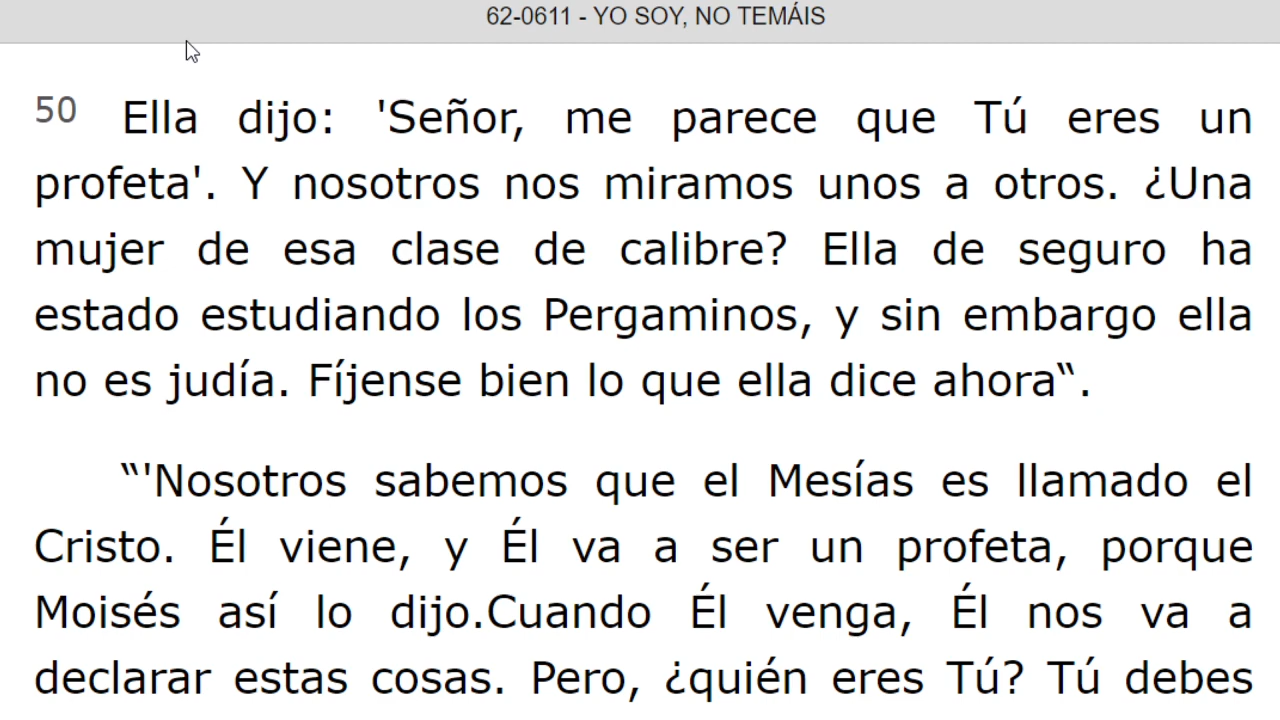 62-0611 - YO SOY, NO TEMÁIS
50 Ella dijo: 'Señor, me parece que Tú eres un
profeta'. Y nosotros nos miramos unos a otros. ¿Una
mujer de esa clase de calibre? Ella de seguro ha
estado estudiando los Pergaminos, y sin embargo ella
no es judía. Fíjense bien lo que ella dice ahora“.
“'Nosotros sabemos que el Mesías es llamado el
Cristo. Él viene, y Él va a ser un profeta, porque
Moisés así lo dijo.Cuando Él venga, Él nos va a
declarar estas cosas. Pero, ¿quién eres Tú? Tú debes